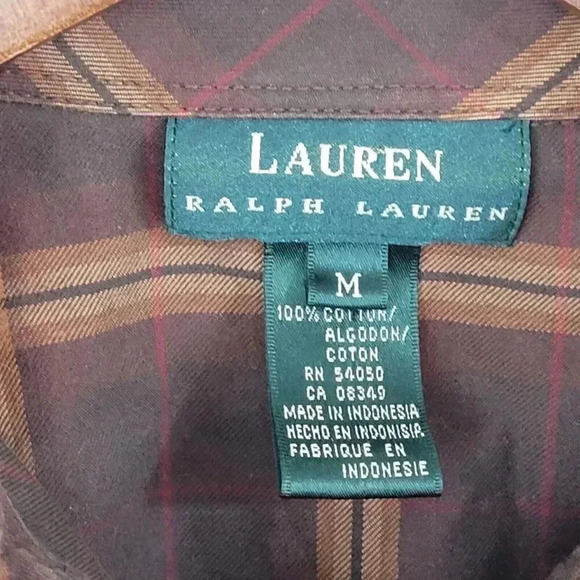 LAUREN
RALPH LAUREN
M
100% COTTON/
ALGODON/
COTON
RN 54050
CA 08349
MADE IN INDONESIA
HECHO EN INDONISIA
FABRIQUE EN
INDONESIE